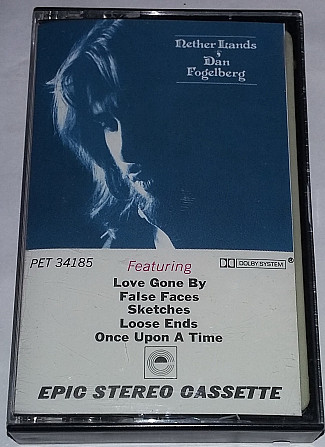 Nether Lands
Dan
Fogelberg
PET 34185
Featuring
DOLBY SYSTEM ®
Love Gone By
False Faces
Sketches
Loose Ends
Once Upon A Time
EPIC STEREO CASSETTE